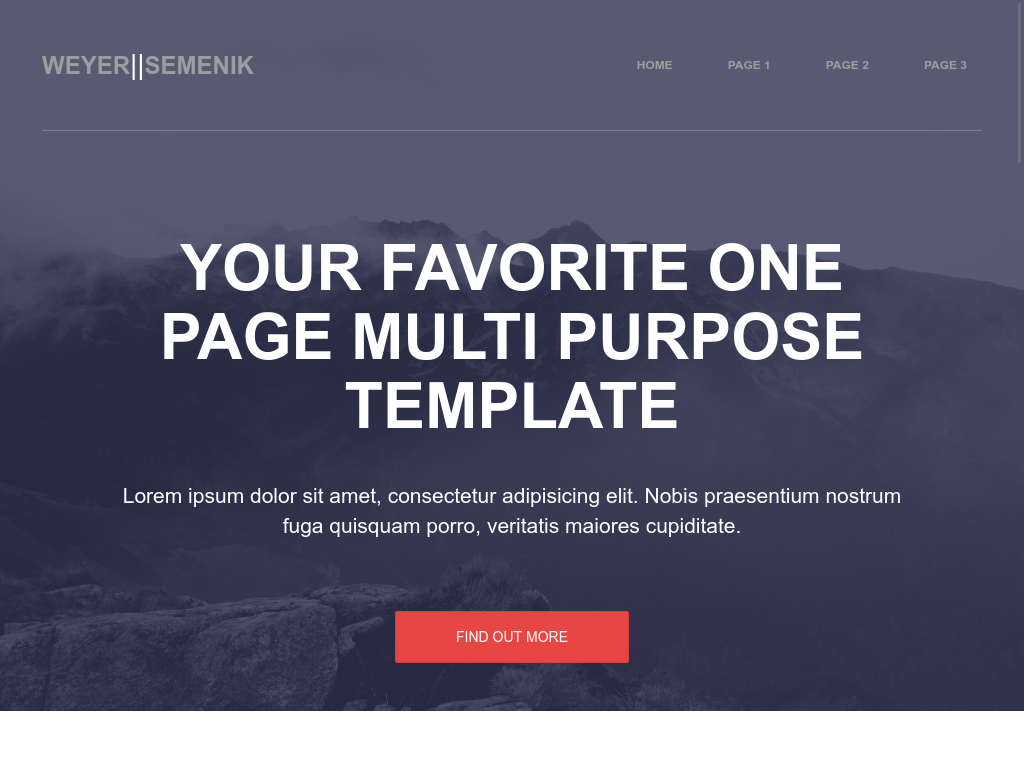 WEYER||SEMENIK
HOME
PAGE 1
PAGE 2
PAGE 3
YOUR FAVORITE ONE
PAGE MULTI PURPOSE
TEMPLATE
Lorem ipsum dolor sit amet, consectetur adipisicing elit. Nobis praesentium nostrum
fuga quisquam porro, veritatis maiores cupiditate.
FIND OUT MORE